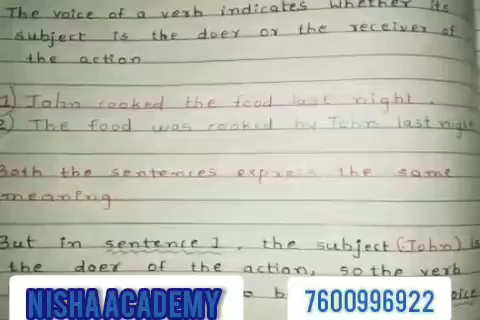 The voice of a verb indicates whether its
subject is the doer or the receiver of
the action
1) John cooked the food last night.
2) The food was cooked by John last night
Both the sentences express the same
meaning
But in sentence 1, the subject (John) is
the doer of the action, so the verb
NISHA ACADEMY
7600996922